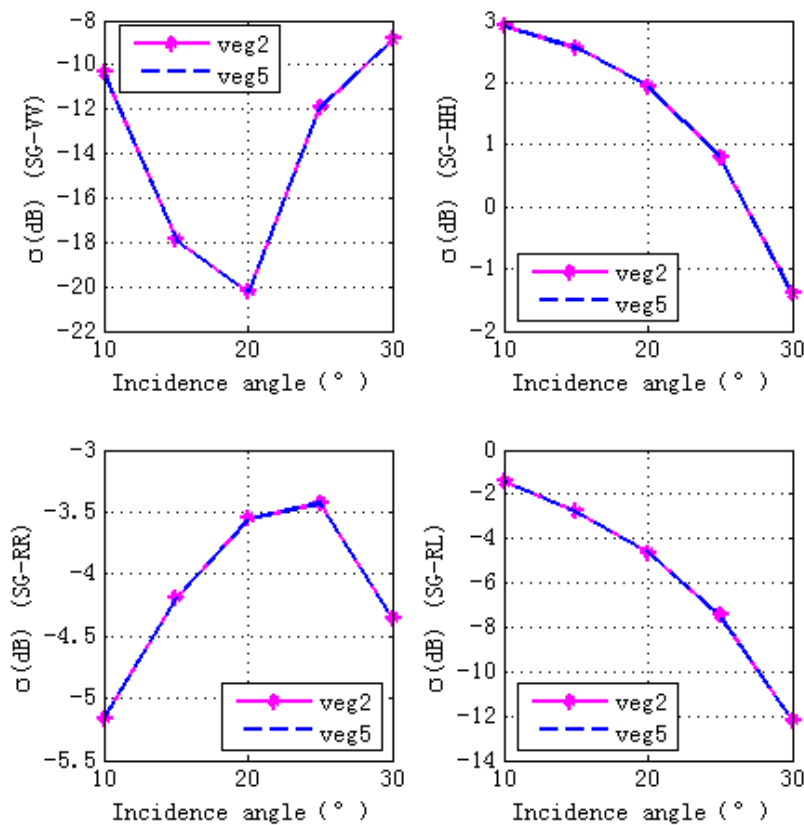 σ(dB) (SG-VV)
-8
-10
-12
-14
-16
-18
-20
-22
veg2
veg5
10 20 30
Incidence angle(°)
σ(dB) (SG-HH)
3
2
1
0
-1
-2
veg2
veg5
10 20 30
Incidence angle(°)
σ(dB) (SG-RR)
-3
-3.5
-4
-4.5
-5
-5.5
veg2
veg5
10 20 30
Incidence angle(°)
σ(dB) (SG-RL)
0
-2
-4
-6
-8
-10
-12
-14
veg2
veg5
10 20 30
Incidence angle(°)